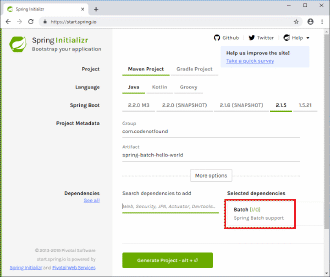 Spring Initializr
https://start.spring.io
Spring Initializr
Bootstrap your application
Github
Twitter
Help
Help us improve the site!
Take a quick survey
Project
Maven Project
Gradle Project
Language
Java
Kotlin
Groovy
Spring Boot
2.2.0 M3
2.2.0 (SNAPSHOT)
2.1.6 (SNAPSHOT)
2.1.5
1.5.21
Project Metadata
Group
com.codenotfound
Artifact
spring-batch-hello-world
More options
Dependencies
See all
Search dependencies to add
Web, Security, JPA, Actuator, Devtools...
Selected dependencies
Batch [I/O]
Spring Batch support
© 2013-2019 Pivotal Software
start.spring.io is powered by
Spring Initializr and Pivotal Web Services
Generate Project - alt + ⏎